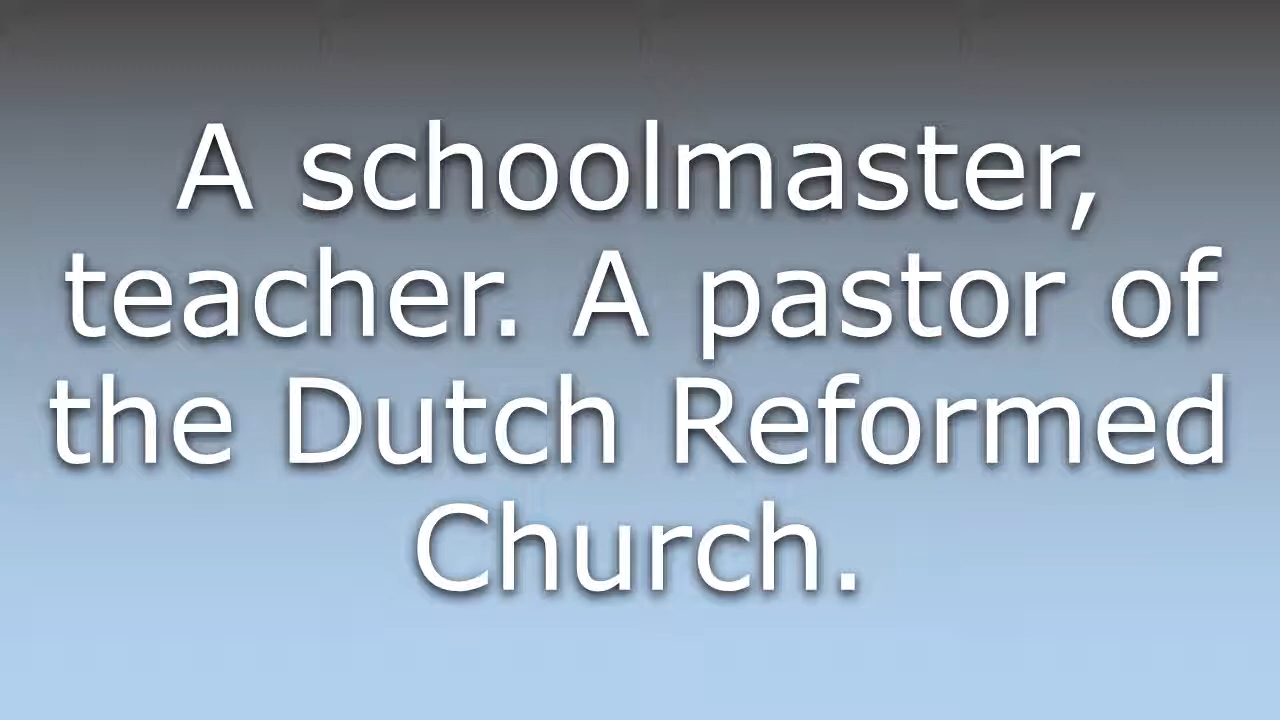 A schoolmaster,
teacher. A pastor of
the Dutch Reformed
Church.